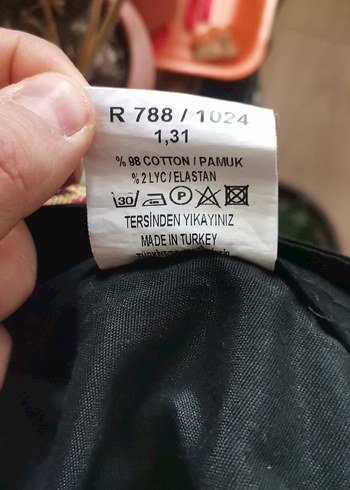 R 788 / 1024
1,31
% 98 COTTON / PAMUK
% 2 LYC / ELASTAN
30 P
TERSİNDEN YIKAYINIZ
MADE IN TURKEY